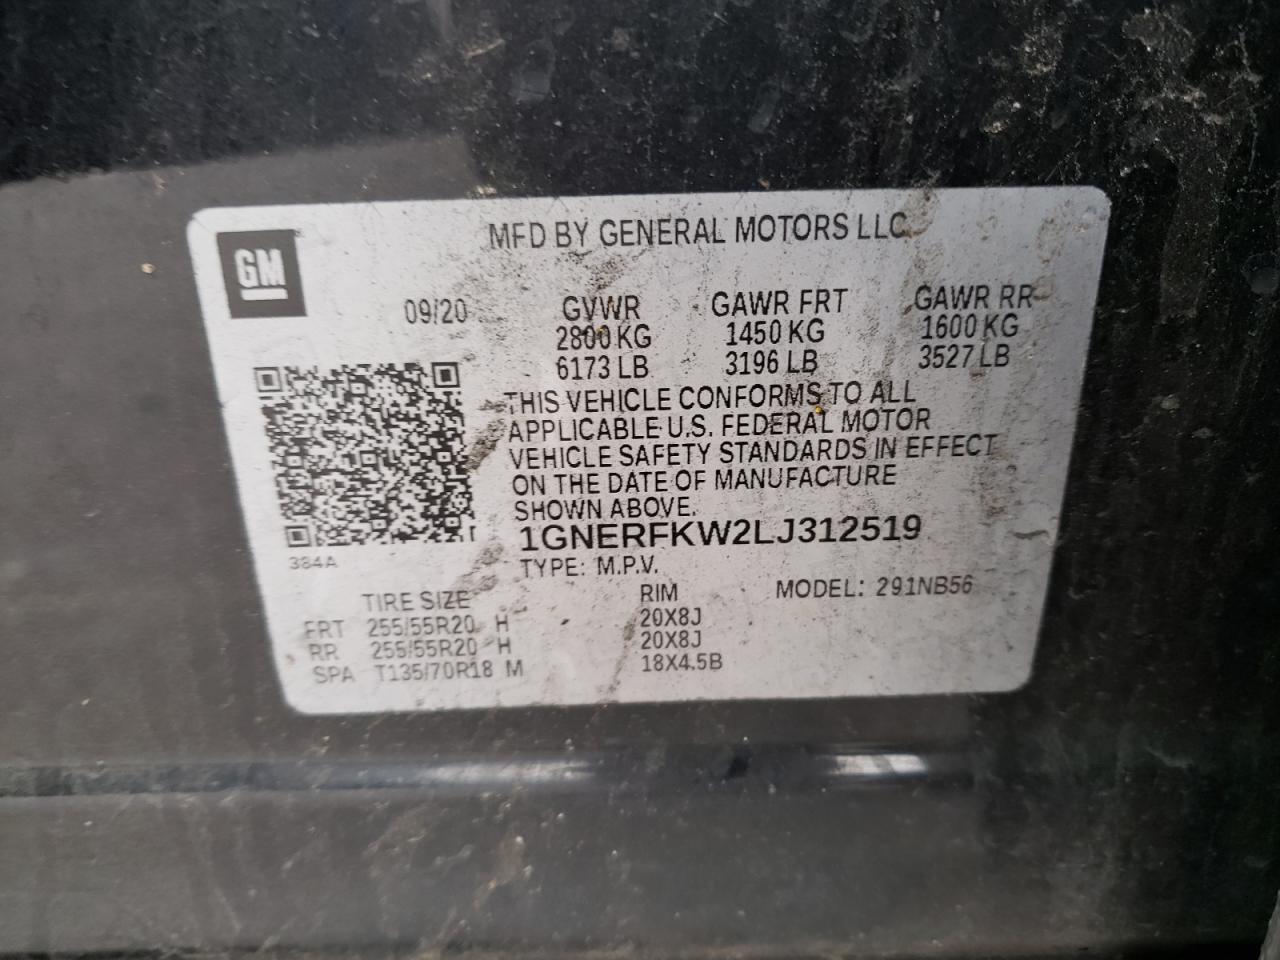 MFD BY GENERAL MOTORS LLC
GM
09/20 GVWR GAWR FRT GAWR RR
2800 KG 1450 KG 1600 KG
6173 LB 3196 LB 3527 LB
THIS VEHICLE CONFORMS TO ALL
APPLICABLE U.S. FEDERAL MOTOR
VEHICLE SAFETY STANDARDS IN EFFECT
ON THE DATE OF MANUFACTURE
SHOWN ABOVE.
1GNERFKW2LJ312519
384A
TYPE: M.P.V.
TIRE SIZE RIM MODEL: 291NB56
FRT 255/55R20 H 20X8J
RR 255/55R20 H 20X8J
SPA T135/70R18 M 18X4.5B